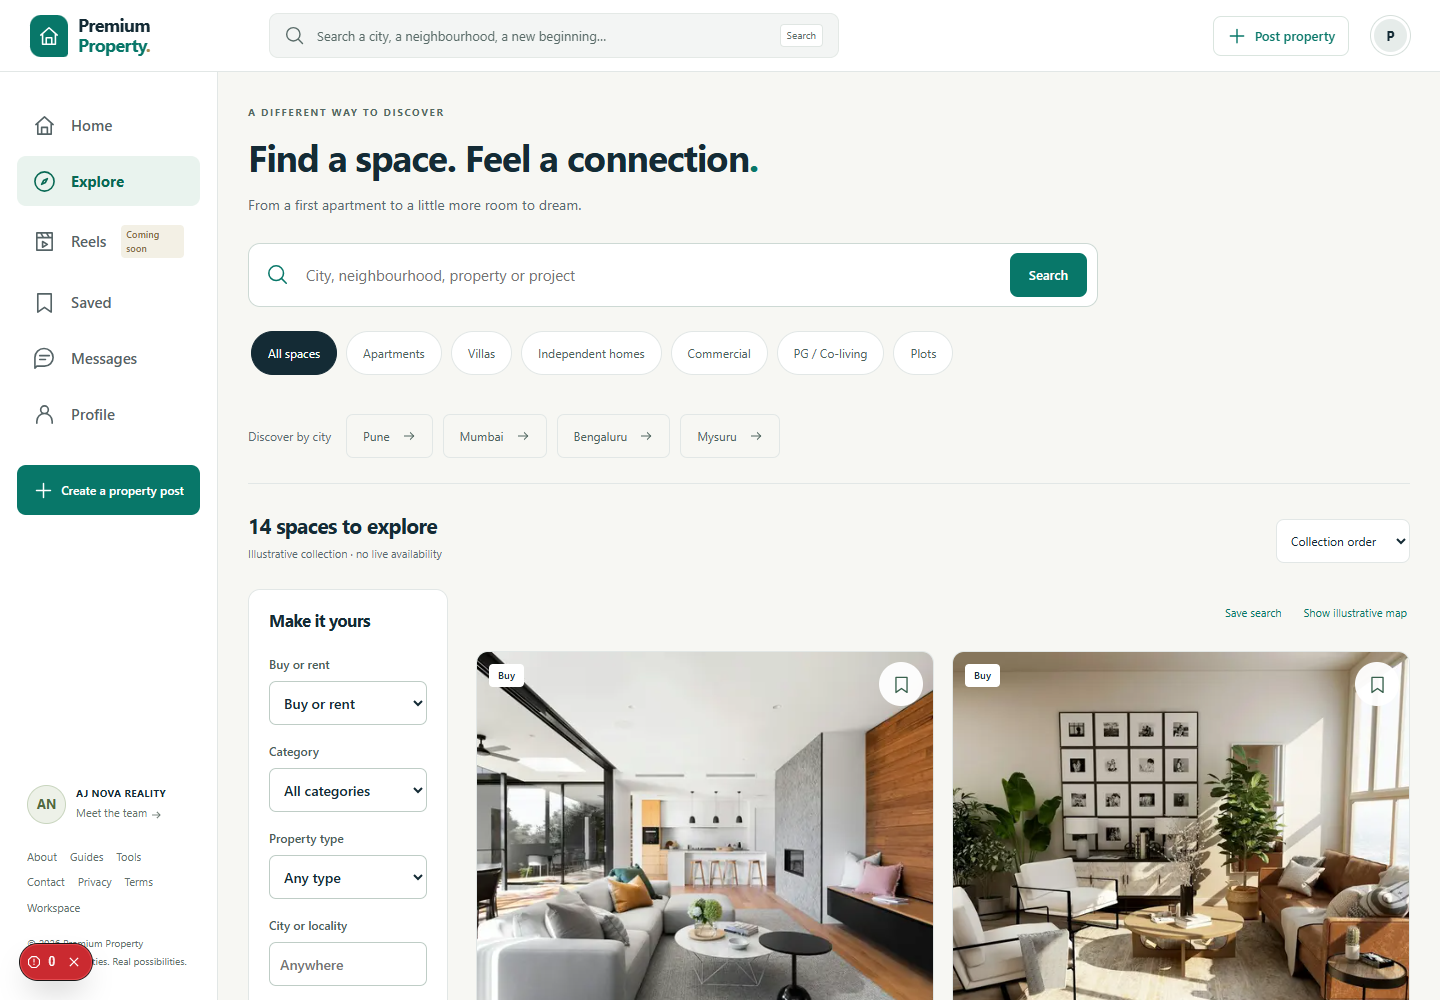 Premium
Property.
Search a city, a neighbourhood, a new beginning...
Search
Post property
P
Home
Explore
Reels
Coming
soon
Saved
Messages
Profile
Create a property post
AN
AJ NOVA REALITY
Meet the team →
About Guides Tools
Contact Privacy Terms
Workspace
© 2026 Premium Property
ties. Real possibilities.
0
A DIFFERENT WAY TO DISCOVER
Find a space. Feel a connection.
From a first apartment to a little more room to dream.
City, neighbourhood, property or project
Search
All spaces
Apartments
Villas
Independent homes
Commercial
PG / Co-living
Plots
Discover by city
Pune →
Mumbai →
Bengaluru →
Mysuru →
14 spaces to explore
Illustrative collection · no live availability
Collection order
Make it yours
Buy or rent
Buy or rent
Category
All categories
Property type
Any type
City or locality
Anywhere
Save search
Show illustrative map
Buy
Buy